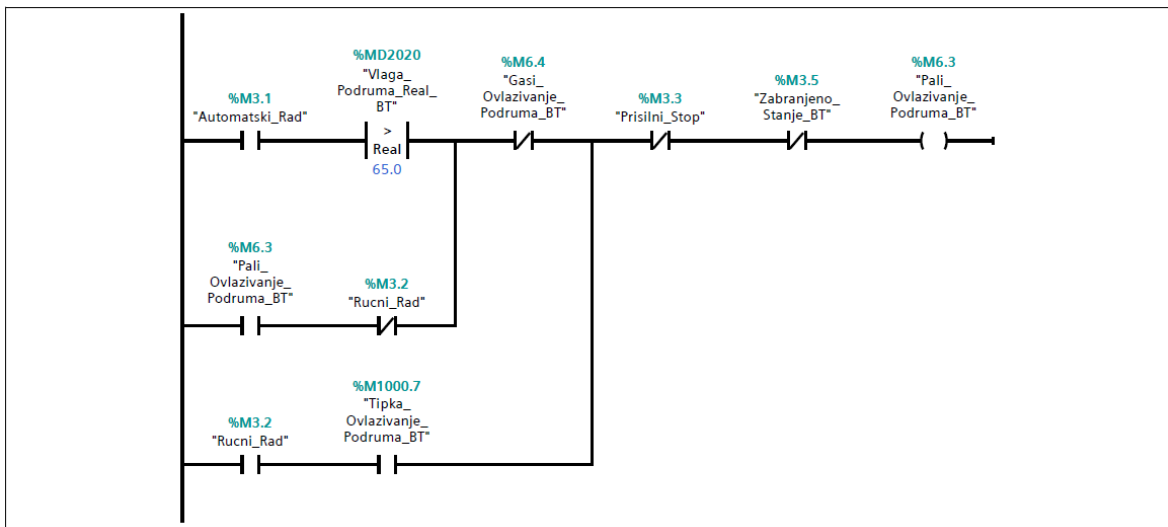 %MD2020
"Vlaga_
Podruma_Real_
BT"
%M3.1
"Automatski_Rad"
>
Real
65.0
%M6.4
"Gasi_
Ovlazivanje_
Podruma_BT"
%M3.3
"Prisilni_Stop"
%M3.5
"Zabranjeno_
Stanje_BT"
%M6.3
"Pali_
Ovlazivanje_
Podruma_BT"
%M6.3
"Pali_
Ovlazivanje_
Podruma_BT"
%M3.2
"Rucni_Rad"
%M3.2
"Rucni_Rad"
%M1000.7
"Tipka_
Ovlazivanje_
Podruma_BT"